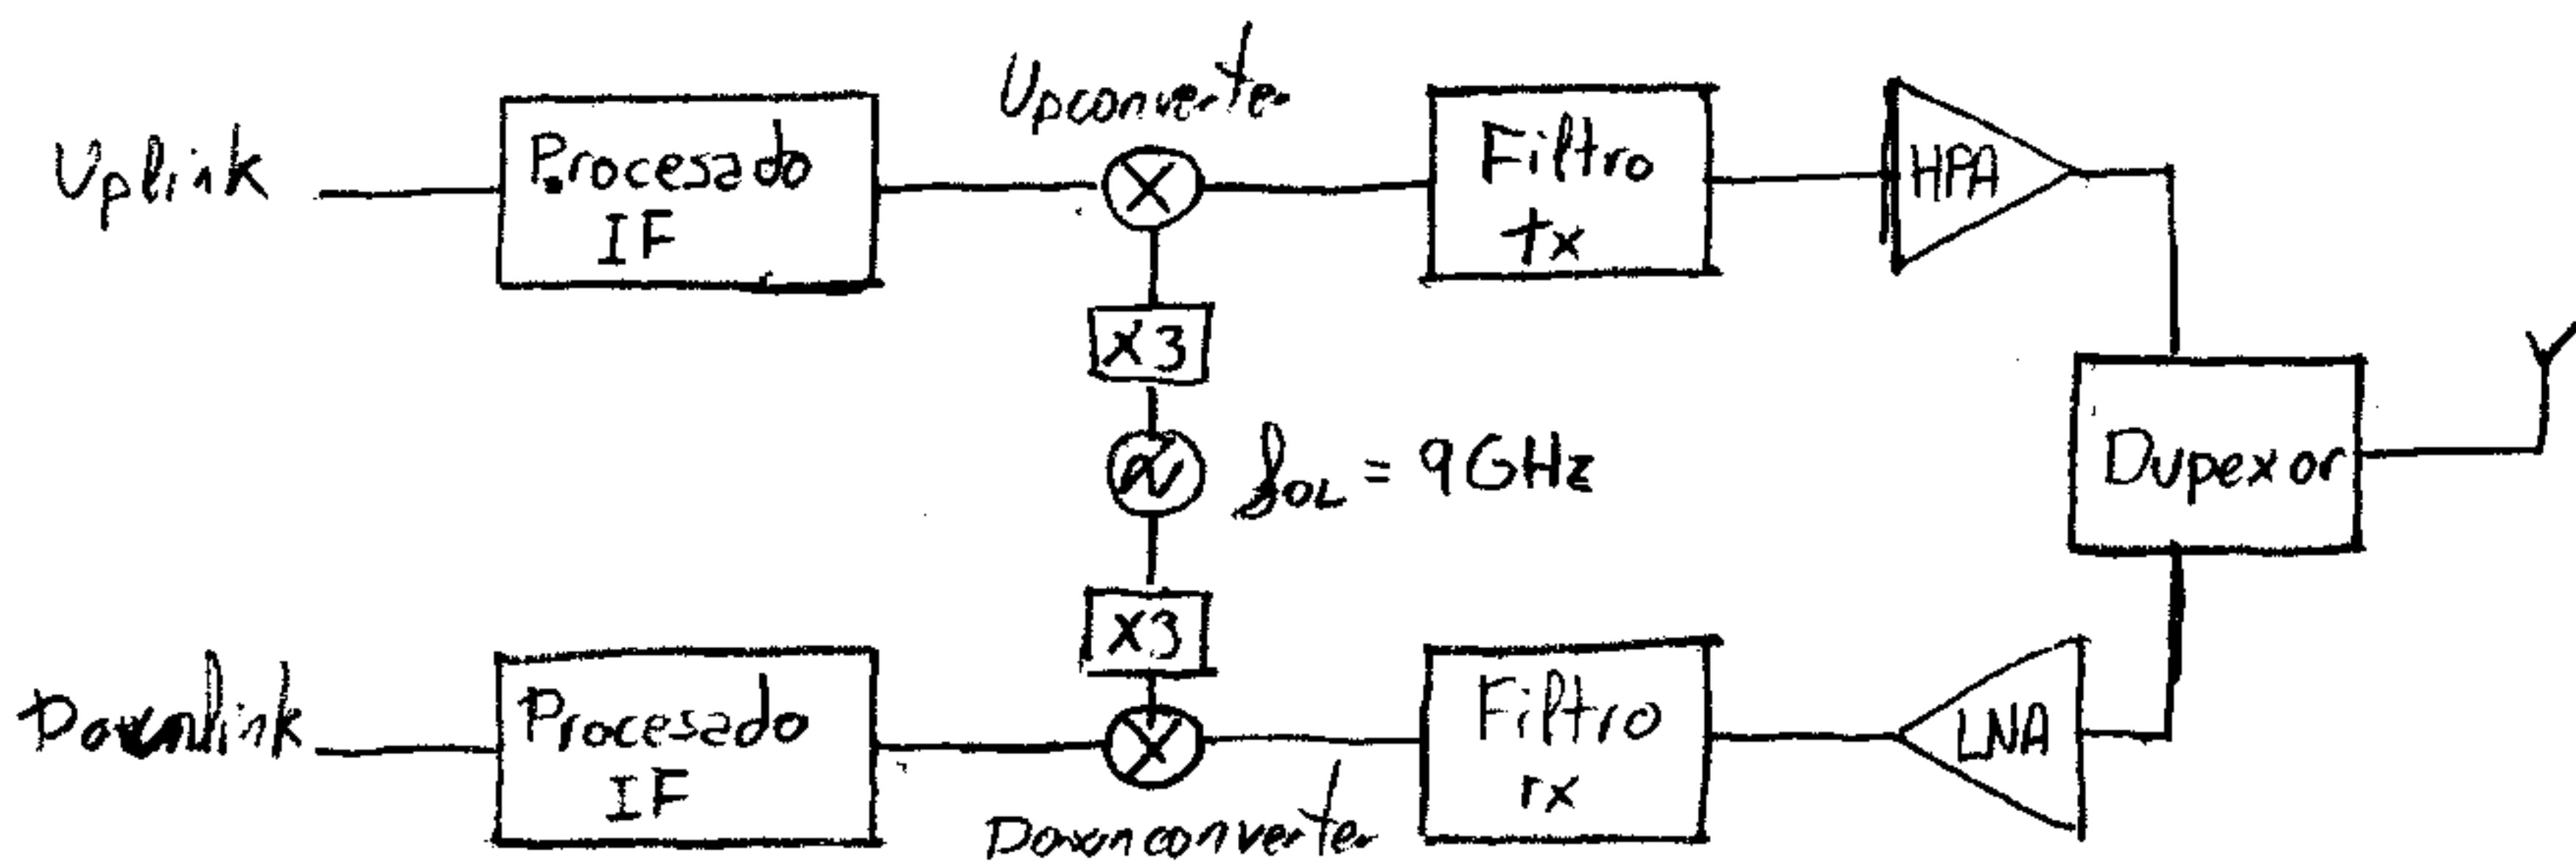 Upconverter
Uplink
Procesado
IF
Filtro
tx
HPA
X3
fOL = 9GHz
Dupexor
X3
Downlink
Procesado
IF
Filtro
rx
LNA
Downconverter